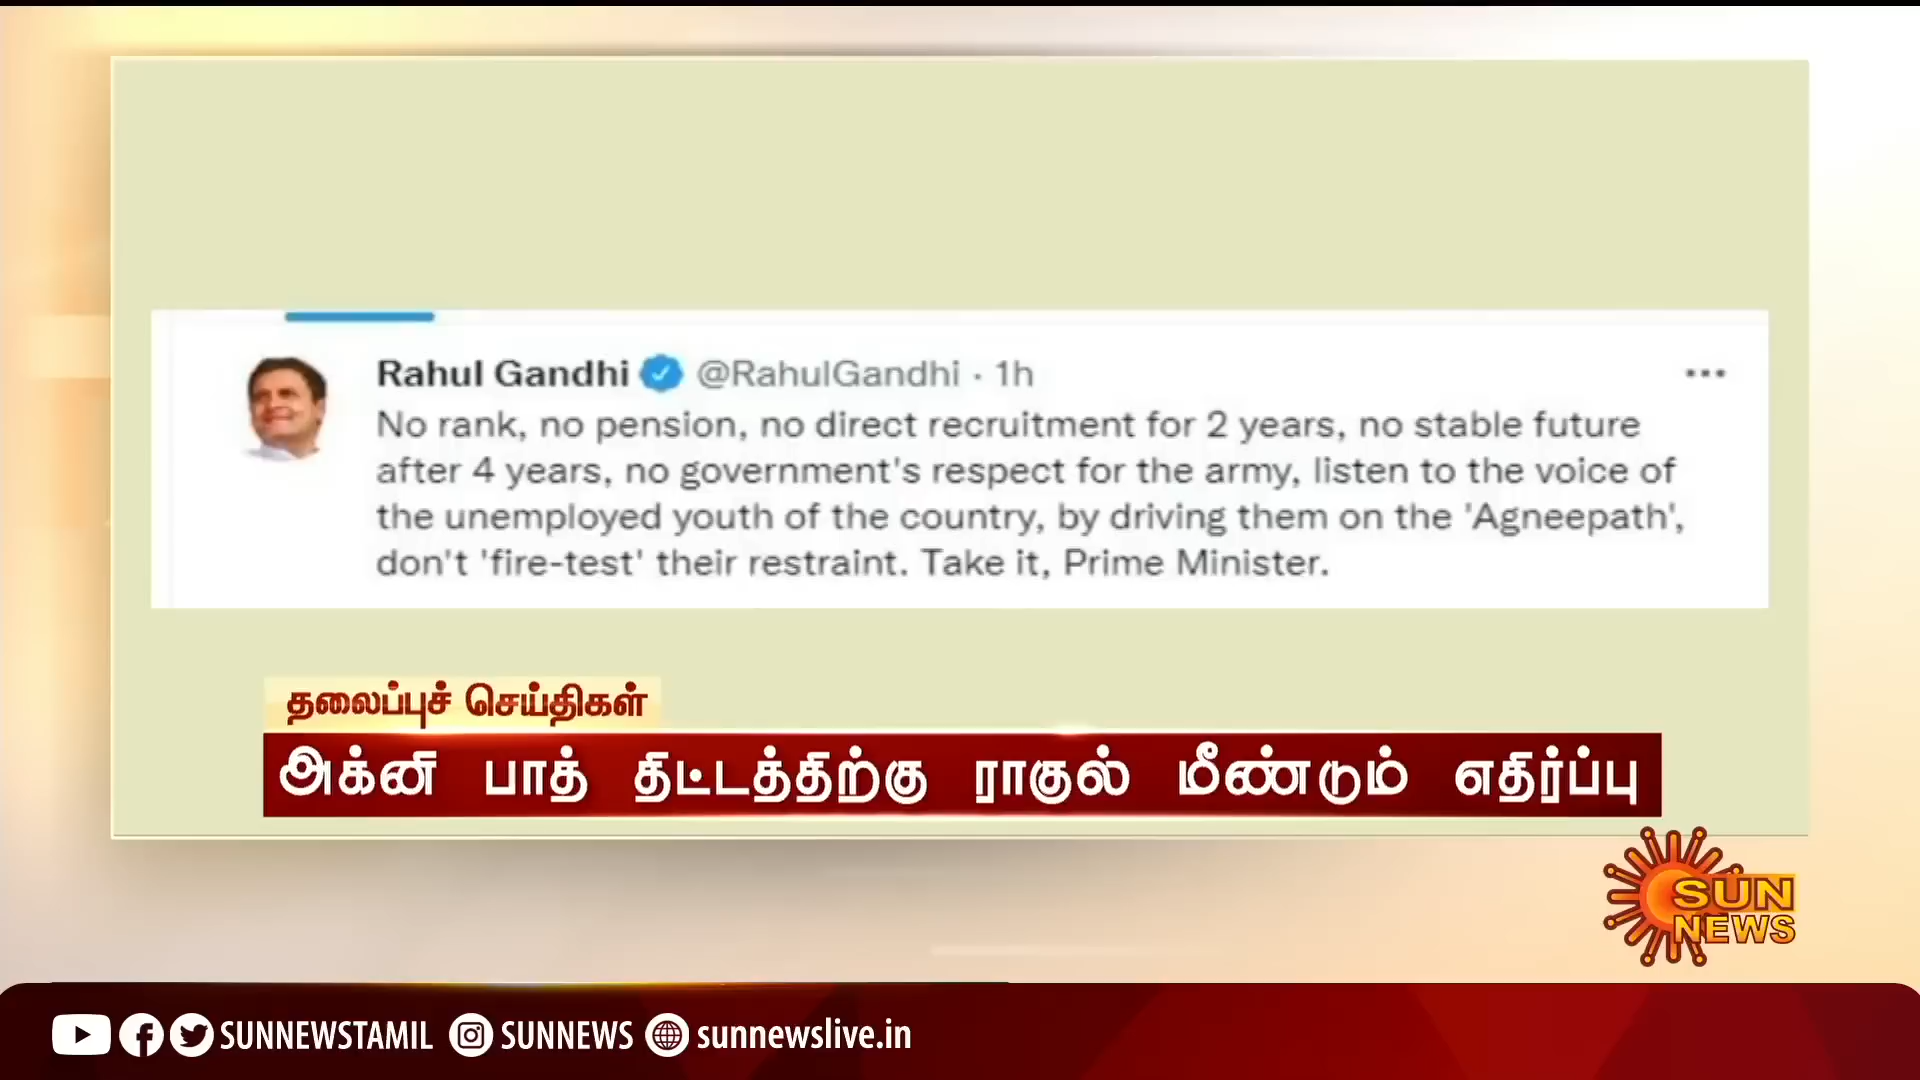 Rahul Gandhi @RahulGandhi · 1h
No rank, no pension, no direct recruitment for 2 years, no stable future
after 4 years, no government's respect for the army, listen to the voice of
the unemployed youth of the country, by driving them on the 'Agneepath',
don't 'fire-test' their restraint. Take it, Prime Minister.
தலைப்புச் செய்திகள்
அக்னி பாத் திட்டத்திற்கு ராகுல் மீண்டும் எதிர்ப்பு
SUN
NEWS
SUNNEWSTAMIL SUNNEWS sunnewslive.in